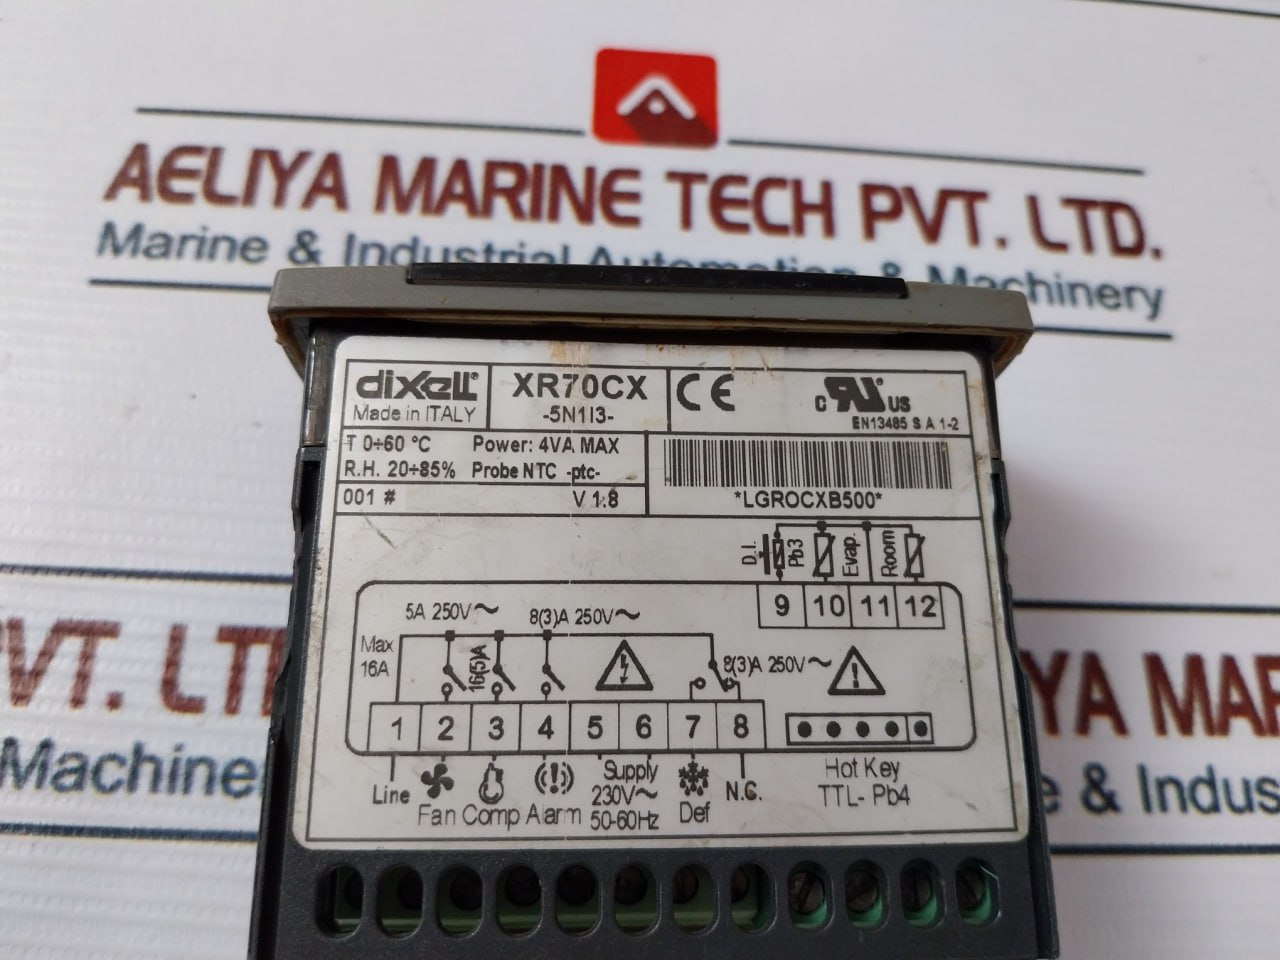 AELIYA MARINE TECH PVT. LTD.
Marine & Industrial Automation & Machinery
dixell
Made in ITALY
XR70CX
-5N1I3-
CE
c RU US
EN13485 S A 1-2
T 0÷60 °C Power: 4VA MAX
R.H. 20÷85% Probe NTC -ptc-
001 # V 1.8
*LGROCXB500*
D.I. Pb3 Evap. Room
9 10 11 12
5A 250V~ 8(3)A 250V~
Max
16A
16(5)A
8(3)A 250V~
1 2 3 4 5 6 7 8
Line
Fan Comp Alarm
Supply
230V~
50-60Hz
Def
N.C.
Hot Key
TTL- Pb4
VT. LT
YA MAR
Machine
e & Indus